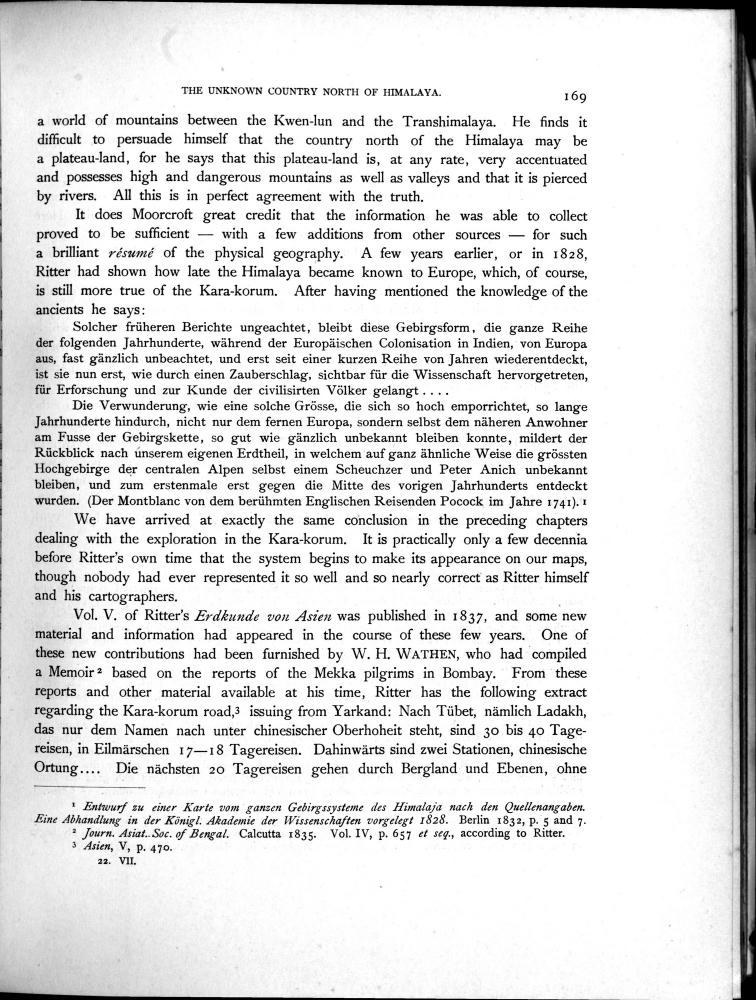 THE UNKNOWN COUNTRY NORTH OF HIMALAYA.
169
a world of mountains between the Kwen-lun and the Transhimalaya. He finds it
difficult to persuade himself that the country north of the Himalaya may be
a plateau-land, for he says that this plateau-land is, at any rate, very accentuated
and possesses high and dangerous mountains as well as valleys and that it is pierced
by rivers. All this is in perfect agreement with the truth.
It does Moorcroft great credit that the information he was able to collect
proved to be sufficient — with a few additions from other sources — for such
a brilliant résumé of the physical geography. A few years earlier, or in 1828,
Ritter had shown how late the Himalaya became known to Europe, which, of course,
is still more true of the Kara-korum. After having mentioned the knowledge of the
ancients he says:
Solcher früheren Berichte ungeachtet, bleibt diese Gebirgsform, die ganze Reihe
der folgenden Jahrhunderte, während der Europäischen Colonisation in Indien, von Europa
aus, fast gänzlich unbeachtet, und erst seit einer kurzen Reihe von Jahren wiederentdeckt,
ist sie nun erst, wie durch einen Zauberschlag, sichtbar für die Wissenschaft hervorgetreten,
für Erforschung und zur Kunde der civilisirten Völker gelangt . . . .
Die Verwunderung, wie eine solche Grösse, die sich so hoch emporrichtet, so lange
Jahrhunderte hindurch, nicht nur dem fernen Europa, sondern selbst dem näheren Anwohner
am Fusse der Gebirgskette, so gut wie gänzlich unbekannt bleiben konnte, mildert der
Rückblick nach unserem eigenen Erdtheil, in welchem auf ganz ähnliche Weise die grössten
Hochgebirge der centralen Alpen selbst einem Scheuchzer und Peter Anich unbekannt
bleiben, und zum erstenmale erst gegen die Mitte des vorigen Jahrhunderts entdeckt
wurden. (Der Montblanc von dem berühmten Englischen Reisenden Pocock im Jahre 1741). 1
We have arrived at exactly the same conclusion in the preceding chapters
dealing with the exploration in the Kara-korum. It is practically only a few decennia
before Ritter's own time that the system begins to make its appearance on our maps,
though nobody had ever represented it so well and so nearly correct as Ritter himself
and his cartographers.
Vol. V. of Ritter's Erdkunde von Asien was published in 1837, and some new
material and information had appeared in the course of these few years. One of
these new contributions had been furnished by W. H. WATHEN, who had compiled
a Memoir 2 based on the reports of the Mekka pilgrims in Bombay. From these
reports and other material available at his time, Ritter has the following extract
regarding the Kara-korum road,3 issuing from Yarkand: Nach Tübet, nämlich Ladakh,
das nur dem Namen nach unter chinesischer Oberhoheit steht, sind 30 bis 40 Tage-
reisen, in Eilmärschen 17—18 Tagereisen. Dahinwärts sind zwei Stationen, chinesische
Ortung.... Die nächsten 20 Tagereisen gehen durch Bergland und Ebenen, ohne
1 Entwurf zu einer Karte vom ganzen Gebirgssysteme des Himalaja nach den Quellenangaben.
Eine Abhandlung in der Königl. Akademie der Wissenschaften vorgelegt 1828. Berlin 1832, p. 5 and 7.
2 Journ. Asiat. Soc. of Bengal. Calcutta 1835. Vol. IV, p. 657 et seq., according to Ritter.
3 Asien, V, p. 470.
22. VII.